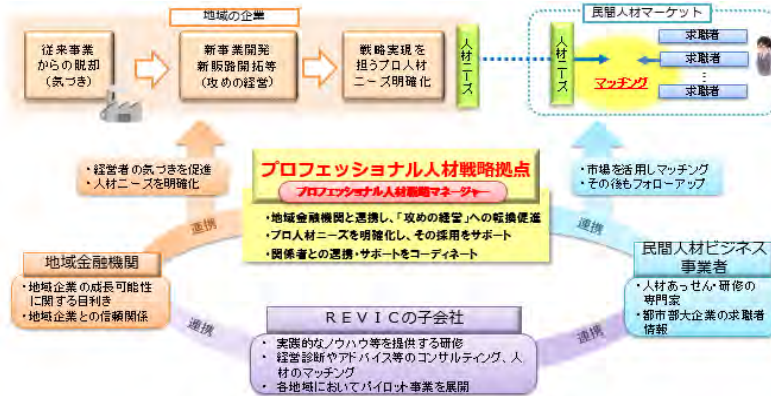 地域の企業
民間人材マーケット
従来事業
からの脱却
(気づき)
新事業開発
新販路開拓等
(攻めの経営)
戦略実現を
担うプロ人材
ニーズ明確化
人材ニーズ
人材ニーズ
マッチング
求職者
求職者
⋮
求職者
・経営者の気づきを促進
・人材ニーズを明確化
プロフェッショナル人材戦略拠点
プロフェッショナル人材戦略マネージャー
・地域金融機関と連携し、「攻めの経営」への転換促進
・プロ人材ニーズを明確化し、その採用をサポート
・関係者との連携・サポートをコーディネート
・市場を活用しマッチング
・その後もフォローアップ
連携
連携
地域金融機関
・地域企業の成長可能性
に関する目利き
・地域企業との信頼関係
民間人材ビジネス
事業者
・人材あっせん・研修の
専門家
・都市部大企業の求職者
情報
連携
連携
REVICの子会社
・実践的なノウハウ等を提供する研修
・経営診断やアドバイス等のコンサルティング、人
材のマッチング
・各地域においてパイロット事業を展開